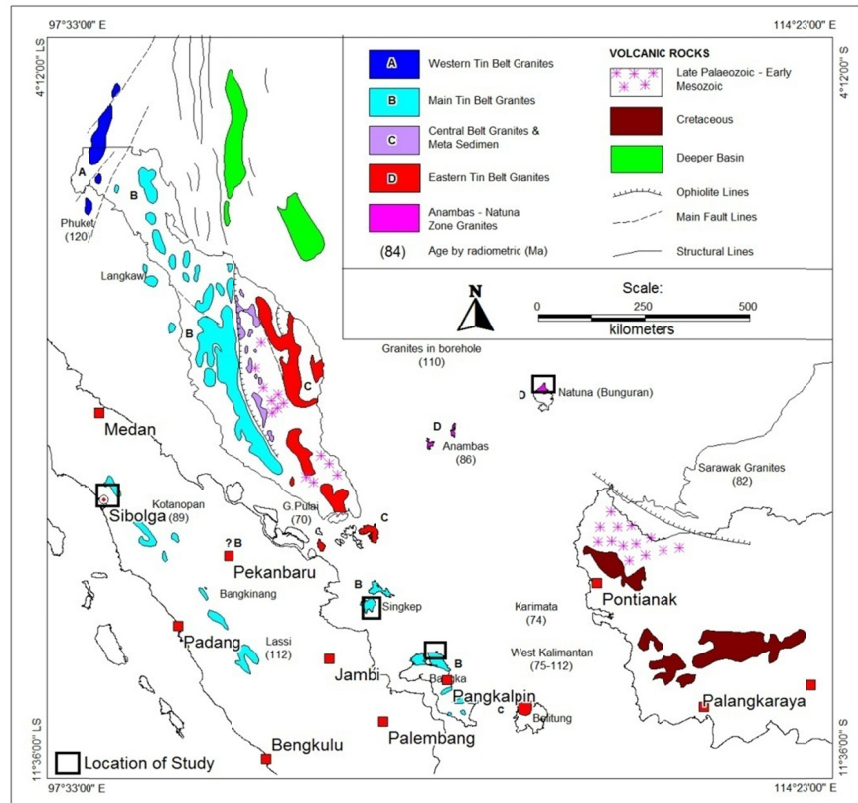 97°33'00" E
114°23'00" E
4°12'00" LS
4°12'00" LS
A
Western Tin Belt Granites
B
Main Tin Belt Grantes
C
Central Belt Granites &
Meta Sedimen
D
Eastern Tin Belt Granites
Anambas - Natuna
Zone Granites
(84)
Age by radiometric (Ma)
VOLCANIC ROCKS
Late Palaeozoic - Early
Mesozoic
Cretaceous
Deeper Basin
Ophiolite Lines
Main Fault Lines
Structural Lines
N
Scale:
0
250
500
kilometers
A
B
Phuket
(120)
Langkawi
B
C
Granites in borehole
(110)
D
Natuna (Bunguran)
D
Anambas
(86)
Medan
Sarawak Granites
(82)
Sibolga
Kotanopan
(89)
G.Pulai
(70)
C
? B
Pekanbaru
Bangkinang
B
Singkep
Pontianak
Karimata
(74)
Padang
Lassi
(112)
Jambi
B
Bangka
Pangkalpin
West Kalimantan
(75-112)
C
Belitung
Palangkaraya
Palembang
Bengkulu
Location of Study
11°36'00" LS
11°36'00" LS
97°33'00" E
114°23'00" E